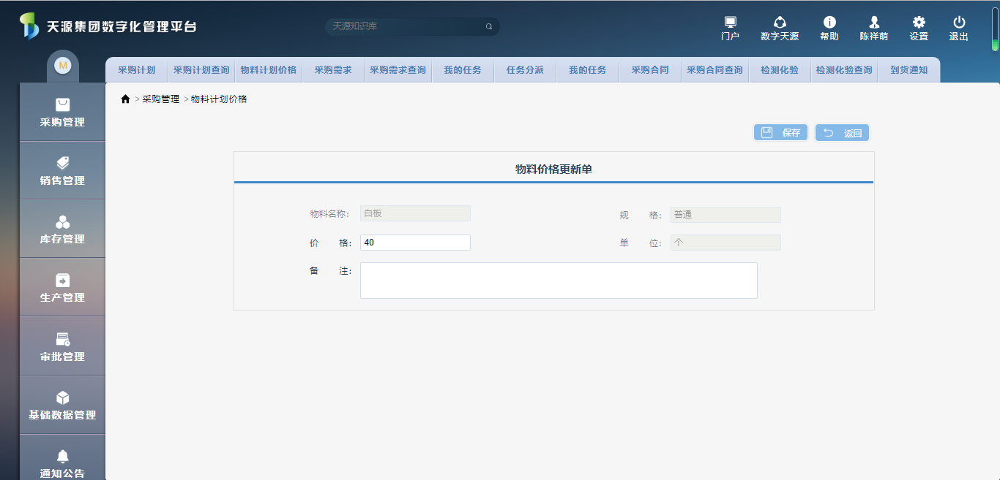 天源集团数字化管理平台
天源知识库
门户 数字天源 帮助 陈祥萌 设置 退出
M
采购计划 采购计划查询 物料计划价格 采购需求 采购需求查询 我的任务 任务分派 我的任务 采购合同 采购合同查询 检测化验 检测化验查询 到货通知
> 采购管理 > 物料计划价格
采购管理
销售管理
库存管理
生产管理
审批管理
基础数据管理
通知公告
保存 返回
物料价格更新单
物料名称: 白板 规 格: 普通
价 格: 40 单 位: 个
备 注: